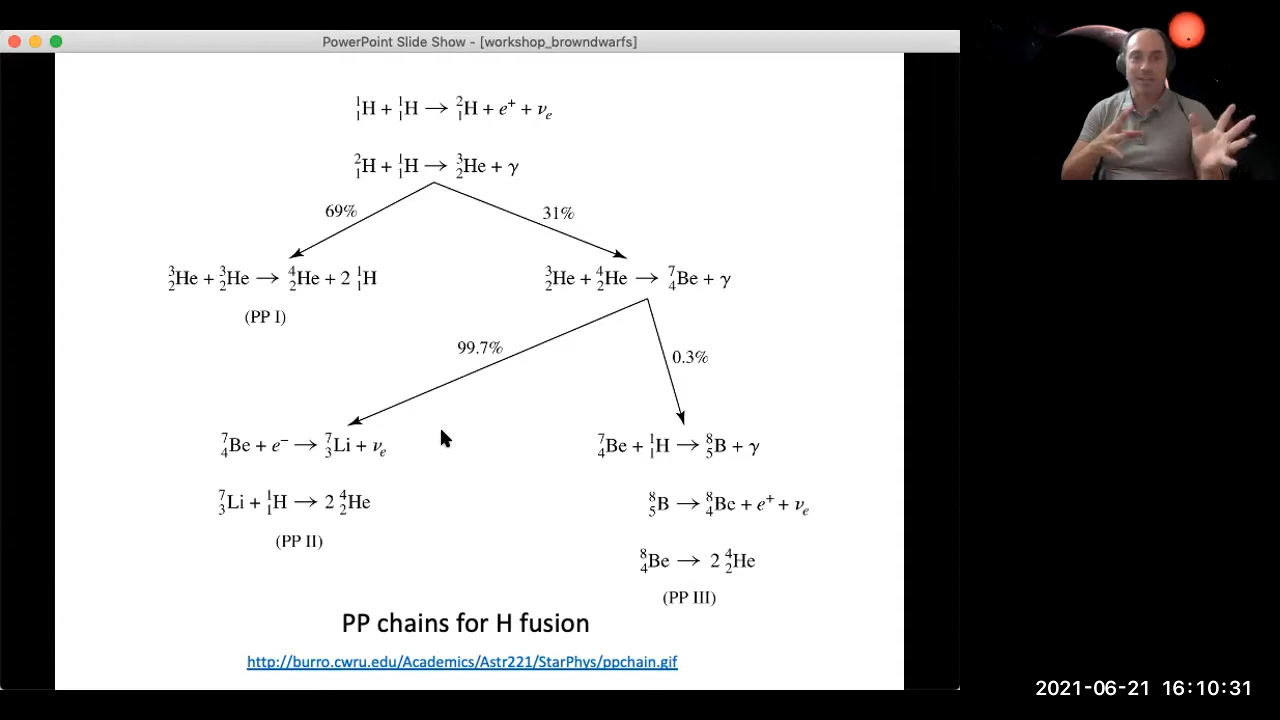 PowerPoint Slide Show - [workshop_browndwarfs]
¹₁H + ¹₁H → ²₁H + e⁺ + νₑ
²₁H + ¹₁H → ³₂He + γ
69%
31%
³₂He + ³₂He → ⁴₂He + 2 ¹₁H
³₂He + ⁴₂He → ⁷₄Be + γ
(PP I)
99.7%
0.3%
⁷₄Be + e⁻ → ⁷₃Li + νₑ
⁷₄Be + ¹₁H → ⁸₅B + γ
⁷₃Li + ¹₁H → 2 ⁴₂He
⁸₅B → ⁸₄Be + e⁺ + νₑ
(PP II)
⁸₄Be → 2 ⁴₂He
(PP III)
PP chains for H fusion
http://burro.cwru.edu/Academics/Astr221/StarPhys/ppchain.gif
2021-06-21 16:10:31